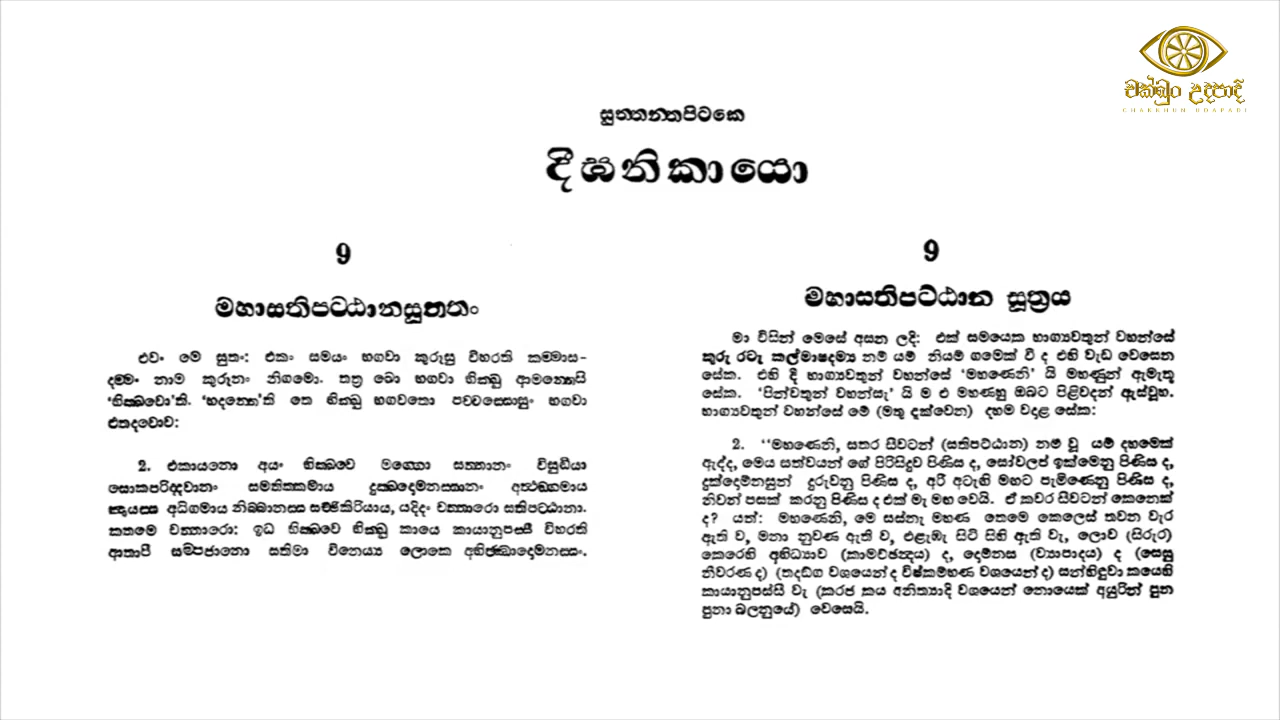 චක්ඛුං උදපාදි
CHAKKHUN UDAPADI
සුත්තන්තපිටකෙ
දීඝනිකායො
9
මහාසතිපට්ඨානසුත්තං
එවං මෙ සුතං: එකං සමයං භගවා කුරූසු විහරති කම්මාස-
දම්මං නාම කුරූනං නිගමො. තත්‍ර ඛො භගවා භික්ඛූ ආමන්තෙසි
‘භික්ඛවො’ති. ‘භදන්තෙ’ති තෙ භික්ඛූ භගවතො පච්චස්සොසුං භගවා
එතදවොච:
2. එකායනො අයං භික්ඛවෙ මග්ගො සත්තානං විසුද්ධියා
සොකපරිද්දවානං සමතික්කමාය දුක්ඛදොමනස්සානං අත්ථඞ්ගමාය
ඤායස්ස අධිගමාය නිබ්බානස්ස සච්ඡිකිරියාය, යදිදං චත්තාරො සතිපට්ඨානා.
කතමෙ චත්තාරො: ඉධ භික්ඛවෙ භික්ඛු කායෙ කායානුපස්සී විහරති
ආතාපී සම්පජානො සතිමා විනෙය්‍ය ලොකෙ අභිජ්ඣාදොමනස්සං.
9
මහාසතිපට්ඨාන සූත්‍රය
මා විසින් මෙසේ අසන ලදි: එක් සමයෙක භාග්‍යවතුන් වහන්සේ
කුරු රටැ කල්මාෂදම්‍ය නම් යම් නියම් ගමෙක් වී ද එහි වැඩ වෙසෙන
සේක. එහි දී භාග්‍යවතුන් වහන්සේ ‘මහණෙනි’ යි මහණුන් ඇමැතූ
සේක. ‘පින්වතුන් වහන්සැ’ යි ම එ මහණහු ඔබට පිළිවදන් ඇස්වූහ.
භාග්‍යවතුන් වහන්සේ මේ (මතු දක්වෙන) දහම වදාළ සේක:
2. ‘‘මහණෙනි, සතර සීවටන් (සතිපට්ඨාන) නම් වූ යම් දහමෙක්
ඇද්ද, මෙය සත්වයන් ගේ පිරිසිදුව පිණිස ද, සෝවලප් ඉක්මෙනු පිණිස ද,
දුක්දොම්නසුන් දුරුවනු පිණිස ද, අරී අටැඟි මඟට පැමිණෙනු පිණිස ද,
නිවන් පසක් කරනු පිණිස ද එක් මැ මඟ වෙයි. ඒ කවර සීවටන් කෙනෙක්
ද? යත්: මහණෙනි, මේ සස්නැ මහණ තෙමේ කෙලෙස් තවන වැර
ඇති ව, මනා නුවණ ඇති ව, එළැඹැ සිටි සිහි ඇති වැ, ලොව (සිරුර)
කෙරෙහි අභිධ්‍යාව (කාමච්ඡන්දය) ද, දොම්නස (ව්‍යාපාදය) ද (සෙසු
නිවරණ ද) (තදඞ්ග වශයෙන් ද විෂ්කම්භණ වශයෙන් ද) සන්හිඳුවා කයෙහි
කායානුපස්සී වැ (කරජ කය අනිත්‍යාදි වශයෙන් නොයෙක් අයුරින් පුන
පුනා බලනුයේ) වෙසෙයි.